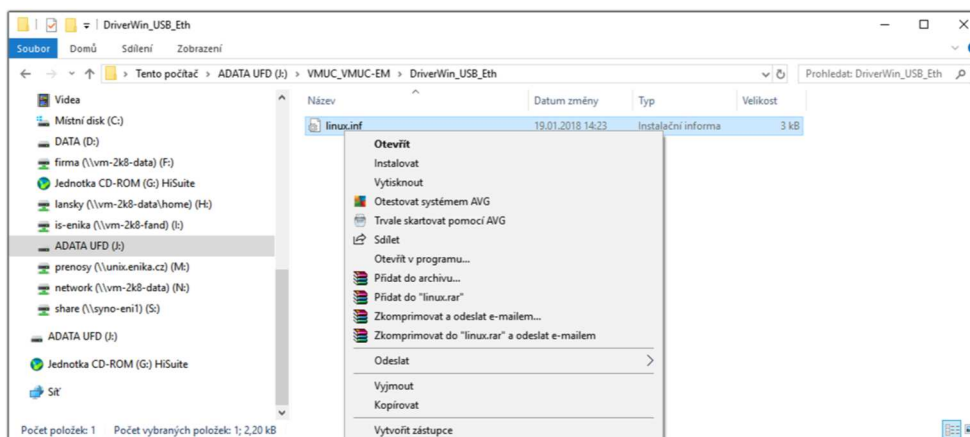 DriverWin_USB_Eth
Soubor Domů Sdílení Zobrazení
Tento počítač > ADATA UFD (J:) > VMUC_VMUC-EM > DriverWin_USB_Eth
Prohledat: DriverWin_USB_Eth
Videa
Místní disk (C:)
DATA (D:)
firma (\\vm-2k8-data) (F:)
Jednotka CD-ROM (G:) HiSuite
lansky (\\vm-2k8-data\home) (H:)
is-enika (\\vm-2k8-fand) (I:)
ADATA UFD (J:)
prenosy (\\unix.enika.cz) (M:)
network (\\vm-2k8-data) (N:)
share (\\syno-eni1) (S:)
ADATA UFD (J:)
Jednotka CD-ROM (G:) HiSuite
Síť
Název Datum změny Typ Velikost
linux.inf 19.01.2018 14:23 Instalační informa 3 kB
Otevřít
Instalovat
Vytisknout
Otestovat systémem AVG
Trvale skartovat pomocí AVG
Sdílet
Otevřít v programu...
Přidat do archivu...
Přidat do "linux.rar"
Zkomprimovat a odeslat e-mailem...
Zkomprimovat do "linux.rar" a odeslat e-mailem
Odeslat
Vyjmout
Kopírovat
Vytvořit zástupce
Počet položek: 1 Počet vybraných položek: 1; 2,20 kB